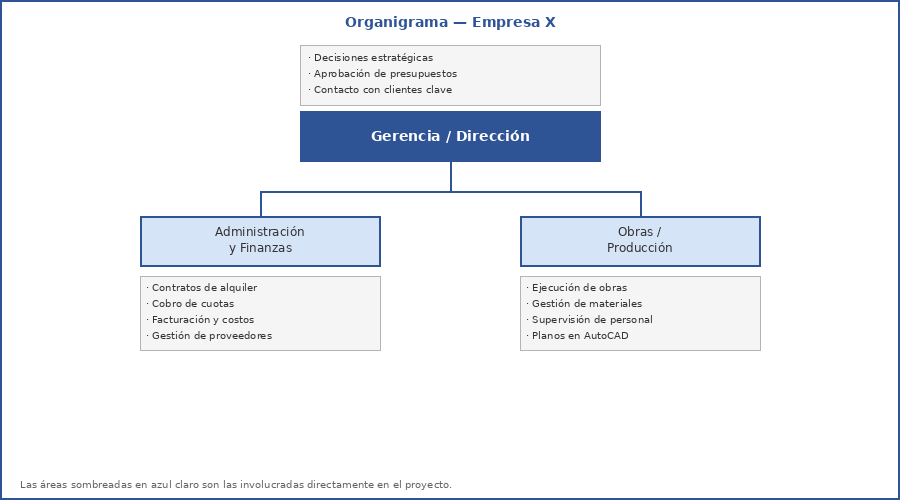 Organigrama — Empresa X
· Decisiones estratégicas
· Aprobación de presupuestos
· Contacto con clientes clave
Gerencia / Dirección
Administración
y Finanzas
· Contratos de alquiler
· Cobro de cuotas
· Facturación y costos
· Gestión de proveedores
Obras /
Producción
· Ejecución de obras
· Gestión de materiales
· Supervisión de personal
· Planos en AutoCAD
Las áreas sombreadas en azul claro son las involucradas directamente en el proyecto.